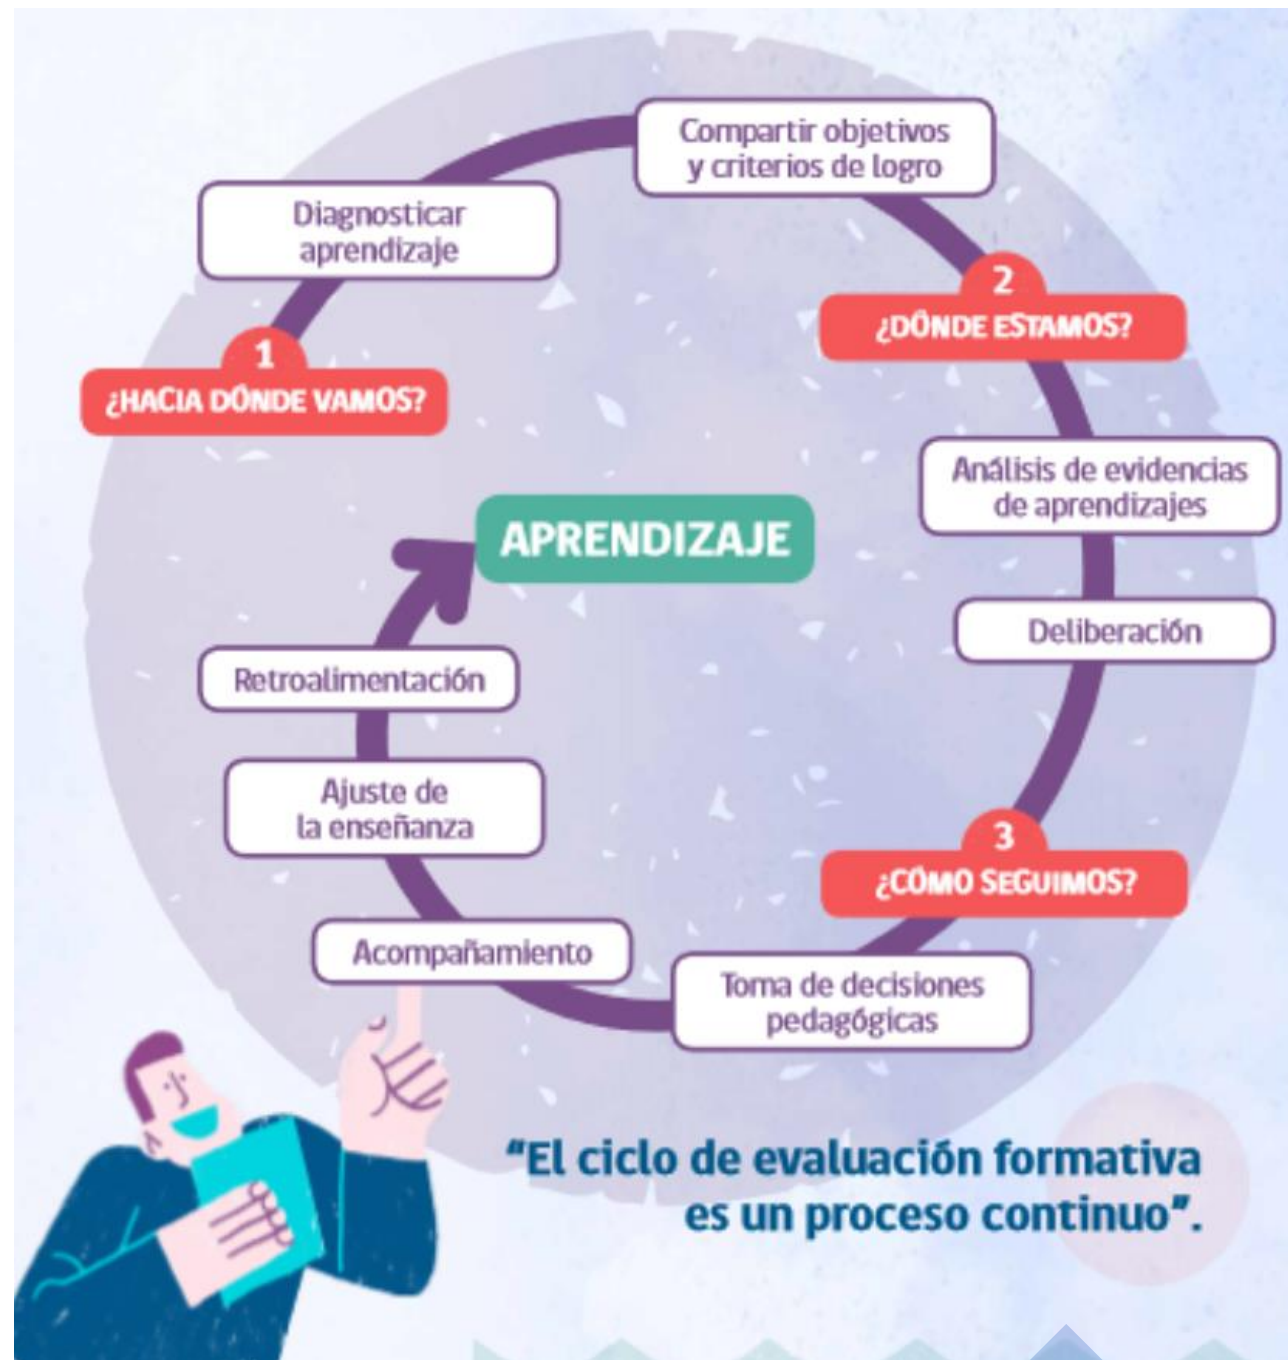 1
¿HACIA DÓNDE VAMOS?
Diagnosticar
aprendizaje
Compartir objetivos
y criterios de logro
2
¿DÓNDE ESTAMOS?
Análisis de evidencias
de aprendizajes
Deliberación
3
¿CÓMO SEGUIMOS?
Toma de decisiones
pedagógicas
Acompañamiento
Ajuste de
la enseñanza
Retroalimentación
APRENDIZAJE
“El ciclo de evaluación formativa
es un proceso continuo”.